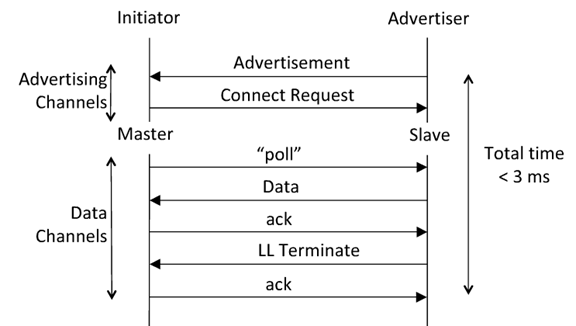 Initiator
Advertiser
Advertisement
Advertising
Channels
Connect Request
Master
Slave
"poll"
Total time
< 3 ms
Data
ack
Data
Channels
LL Terminate
ack